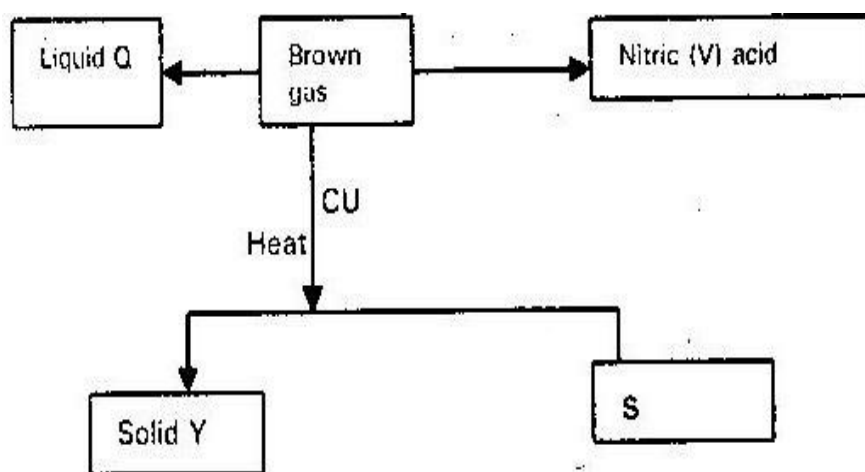 Liquid Q
Brown
gas
Nitric (V) acid
CU
Heat
Solid Y
S